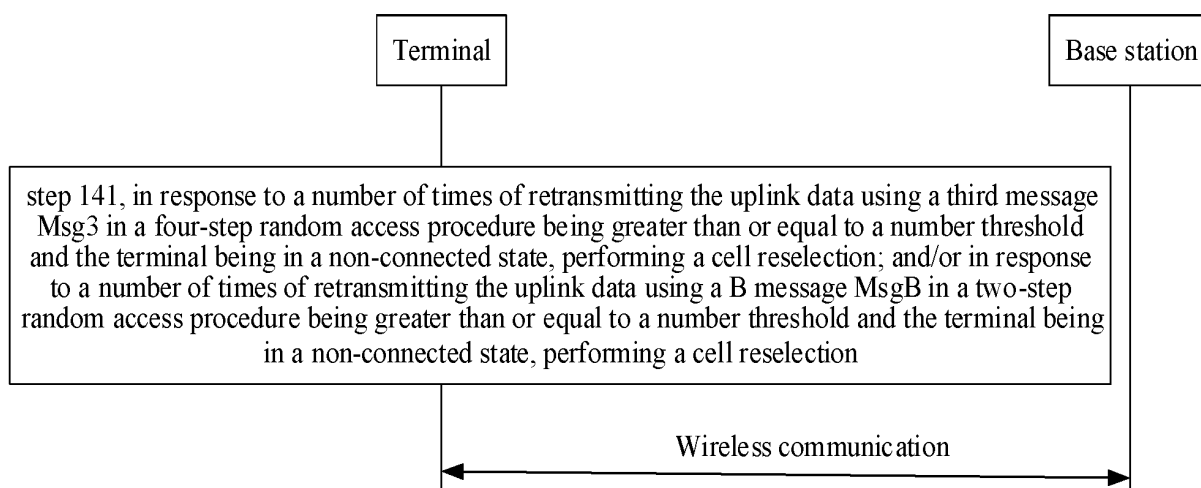 Terminal
Base station
step 141, in response to a number of times of retransmitting the uplink data using a third message
Msg3 in a four-step random access procedure being greater than or equal to a number threshold
and the terminal being in a non-connected state, performing a cell reselection; and/or in response
to a number of times of retransmitting the uplink data using a B message MsgB in a two-step
random access procedure being greater than or equal to a number threshold and the terminal being
in a non-connected state, performing a cell reselection
Wireless communication